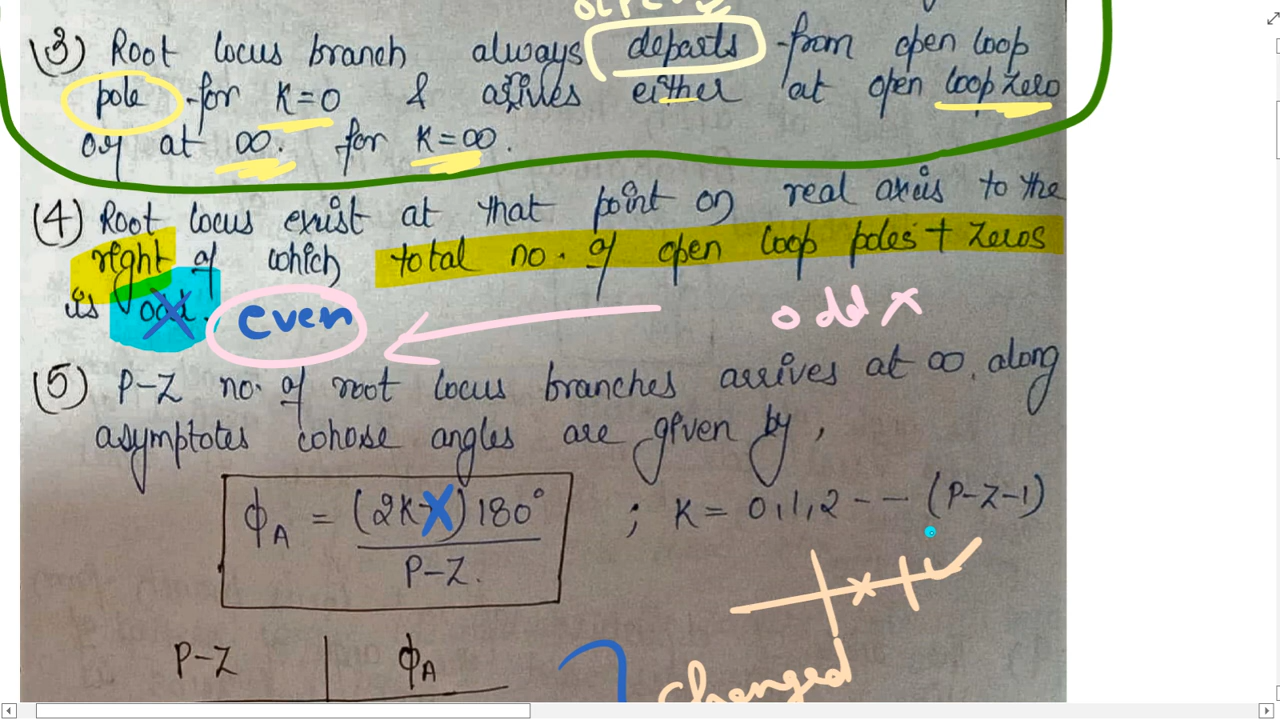 (3) Root locus branch always departs from open loop
pole for K=0 & arrives either at open loop zero
or at ∞. for K=∞.
(4) Root locus exist at that point on real axis to the
right of which total no. of open loop poles + zeros
is odd. even odd x
(5) P-Z no. of root locus branches arrives at ∞, along
asymptotes whose angles are given by,
ϕA = (2K-X)180° / P-Z. ; K = 0,1,2 --- (P-Z-1)
P-Z | ϕA
changed